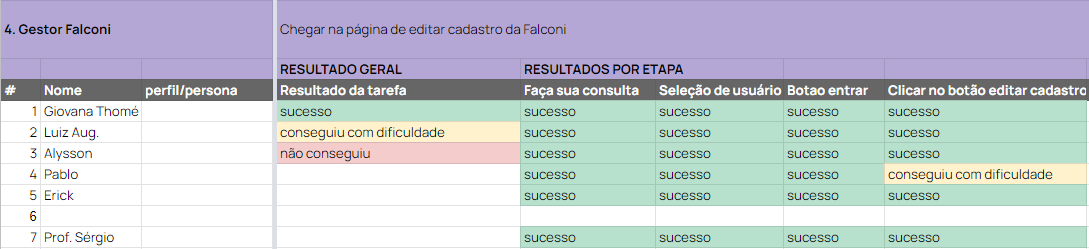 4. Gestor Falconi Chegar na página de editar cadastro da Falconi
RESULTADO GERAL RESULTADOS POR ETAPA
# Nome perfil/persona Resultado da tarefa Faça sua consulta Seleção de usuário Botao entrar Clicar no botão editar cadastro
1 Giovana Thomé sucesso sucesso sucesso sucesso sucesso
2 Luiz Aug. conseguiu com dificuldade sucesso sucesso sucesso sucesso
3 Alysson não conseguiu sucesso sucesso sucesso sucesso
4 Pablo sucesso sucesso sucesso conseguiu com dificuldade
5 Erick sucesso sucesso sucesso sucesso
6
7 Prof. Sérgio sucesso sucesso sucesso sucesso